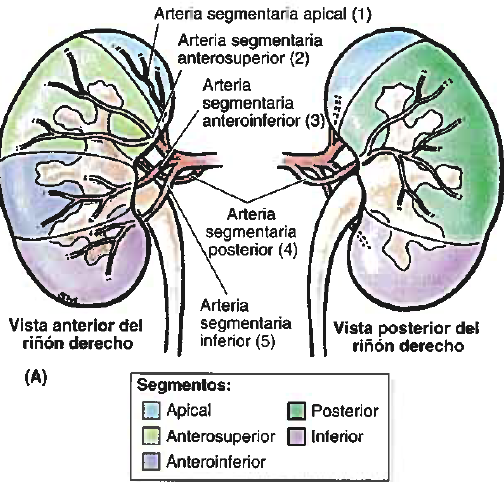 Arteria segmentaria apical (1)
Arteria segmentaria
anterosuperior (2)
Arteria
segmentaria
anteroinferior (3)
Arteria
segmentaria
posterior (4)
Arteria
segmentaria
inferior (5)
Vista anterior del
riñón derecho
Vista posterior del
riñón derecho
(A)
Segmentos:
Apical
Anterosuperior
Anteroinferior
Posterior
Inferior